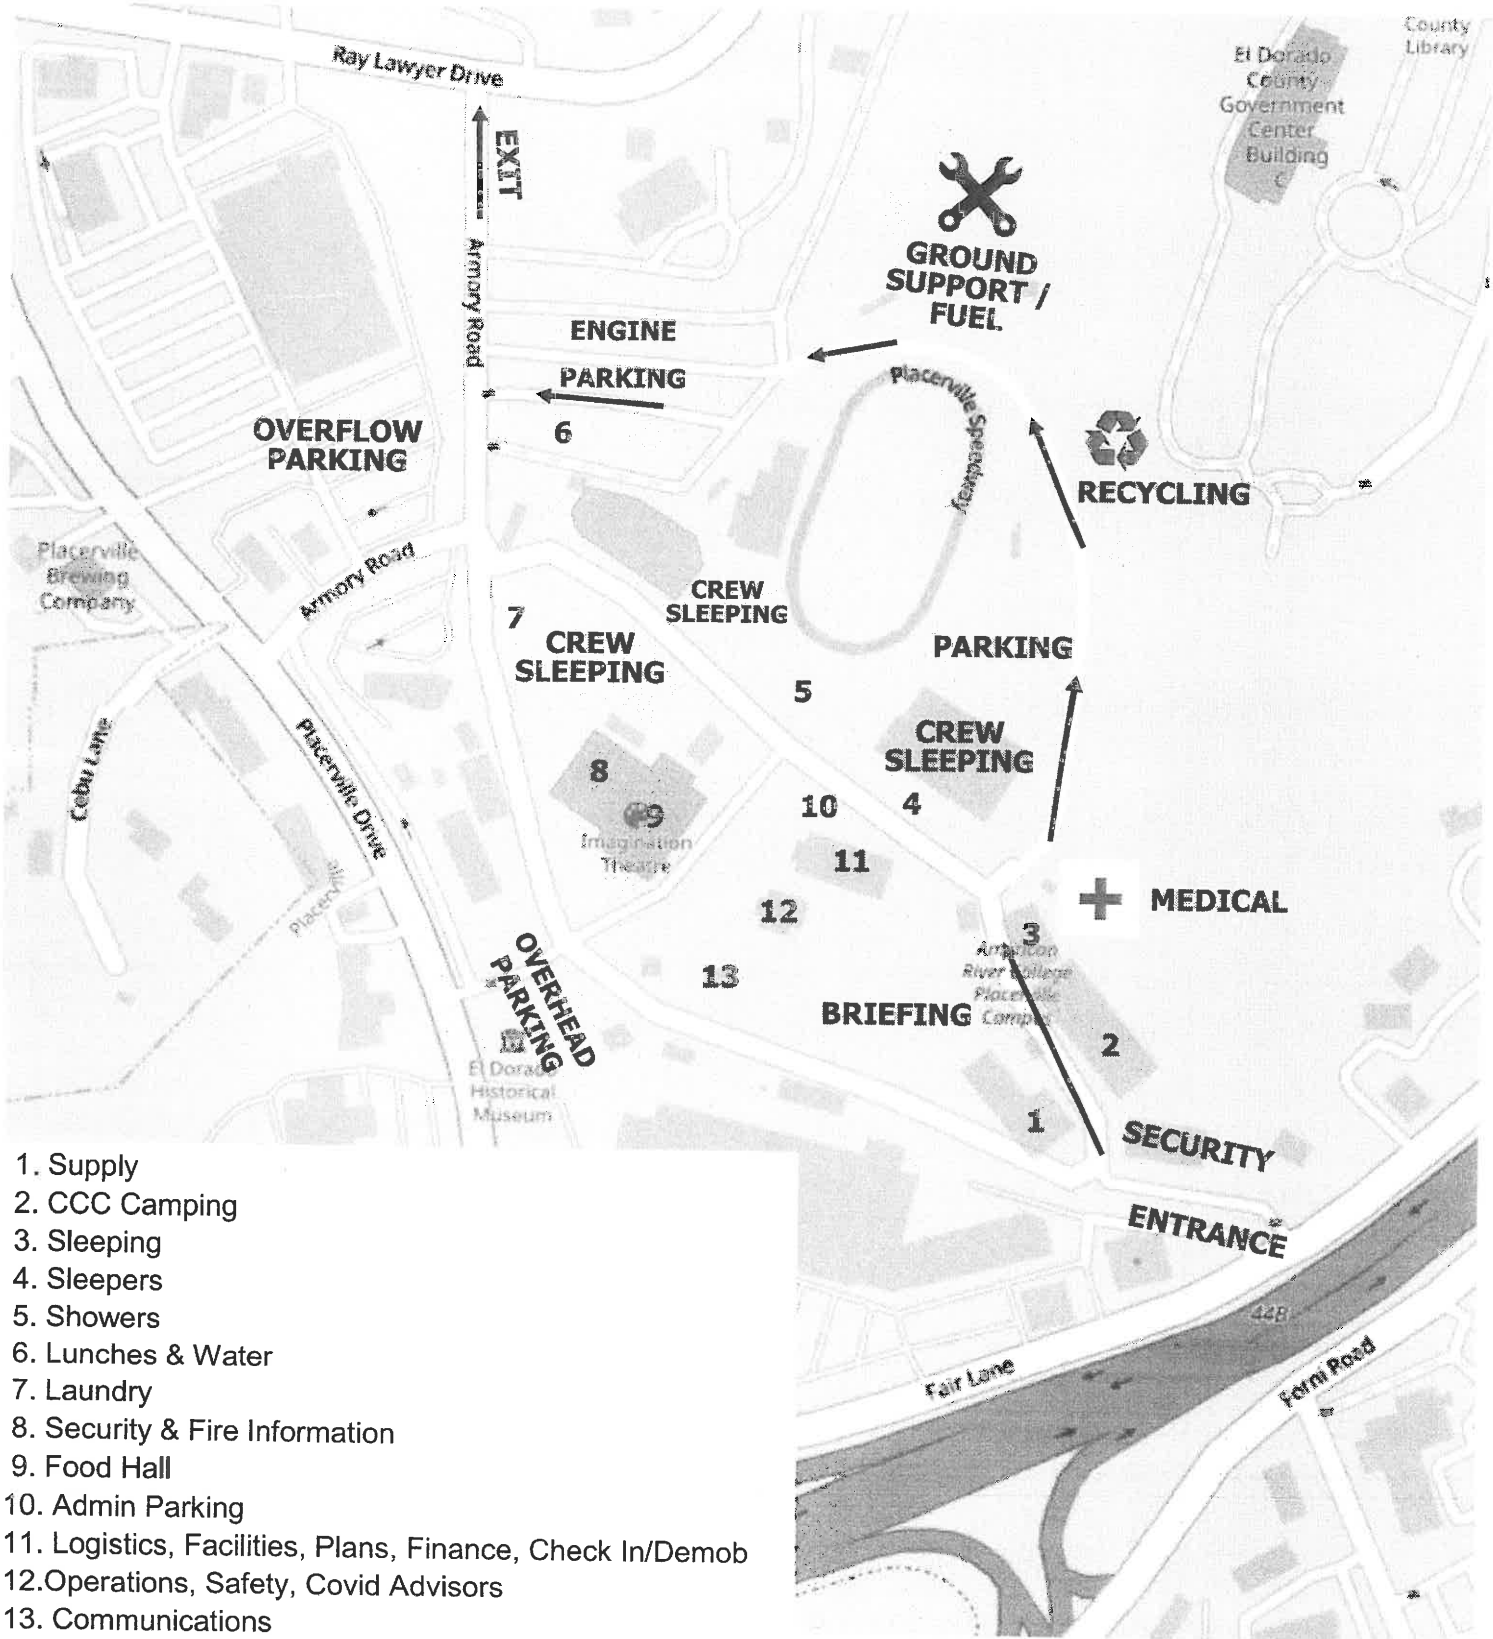 County
Library
El Dorado
County
Government
Center
Building
C
Ray Lawyer Drive
EXIT
Armory Road
GROUND
SUPPORT /
FUEL
ENGINE
PARKING
6
Placerville Speedway
OVERFLOW
PARKING
RECYCLING
Placerville
Brewing
Company
Armory Road
CREW
SLEEPING
7
CREW
SLEEPING
PARKING
5
CREW
SLEEPING
Cebu Lane
Placerville Drive
8
9
10
4
Imagination
Theatre
11
Placerville
12
MEDICAL
3
American
River College
Placerville
Campus
OVERHEAD
PARKING
13
BRIEFING
2
El Dorado
Historical
Museum
1
SECURITY
ENTRANCE
44B
Fair Lane
Forni Road
1. Supply
2. CCC Camping
3. Sleeping
4. Sleepers
5. Showers
6. Lunches & Water
7. Laundry
8. Security & Fire Information
9. Food Hall
10. Admin Parking
11. Logistics, Facilities, Plans, Finance, Check In/Demob
12.Operations, Safety, Covid Advisors
13. Communications